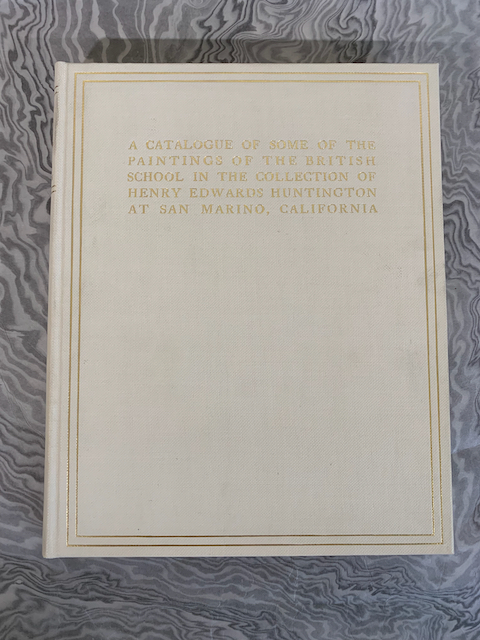 A CATALOGUE OF SOME OF THE
PAINTINGS OF THE BRITISH
SCHOOL IN THE COLLECTION OF
HENRY EDWARDS HUNTINGTON
AT SAN MARINO, CALIFORNIA